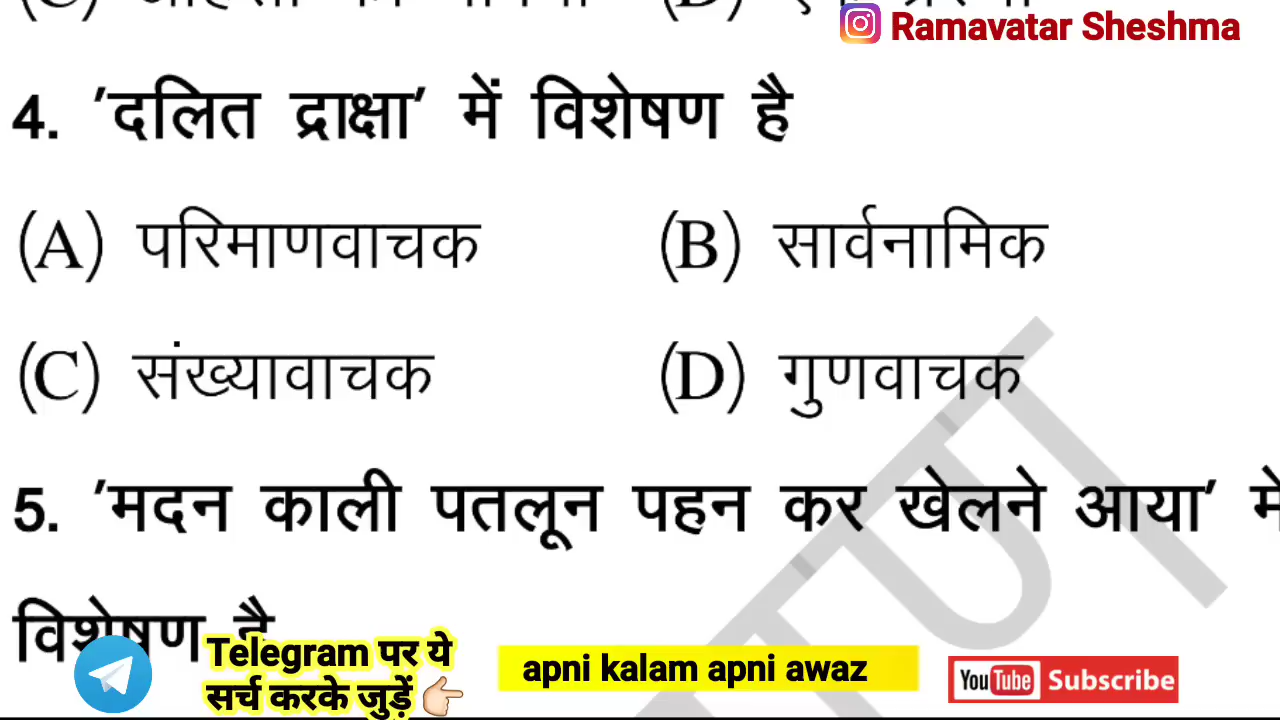 Ramavatar Sheshma
4. 'दलित द्राक्षा' में विशेषण है
(A) परिमाणवाचक (B) सार्वनामिक
(C) संख्यावाचक (D) गुणवाचक
5. 'मदन काली पतलून पहन कर खेलने आया' मे
विशेषण है
Telegram पर ये
सर्च करके जुड़ें
apni kalam apni awaz
YouTube Subscribe